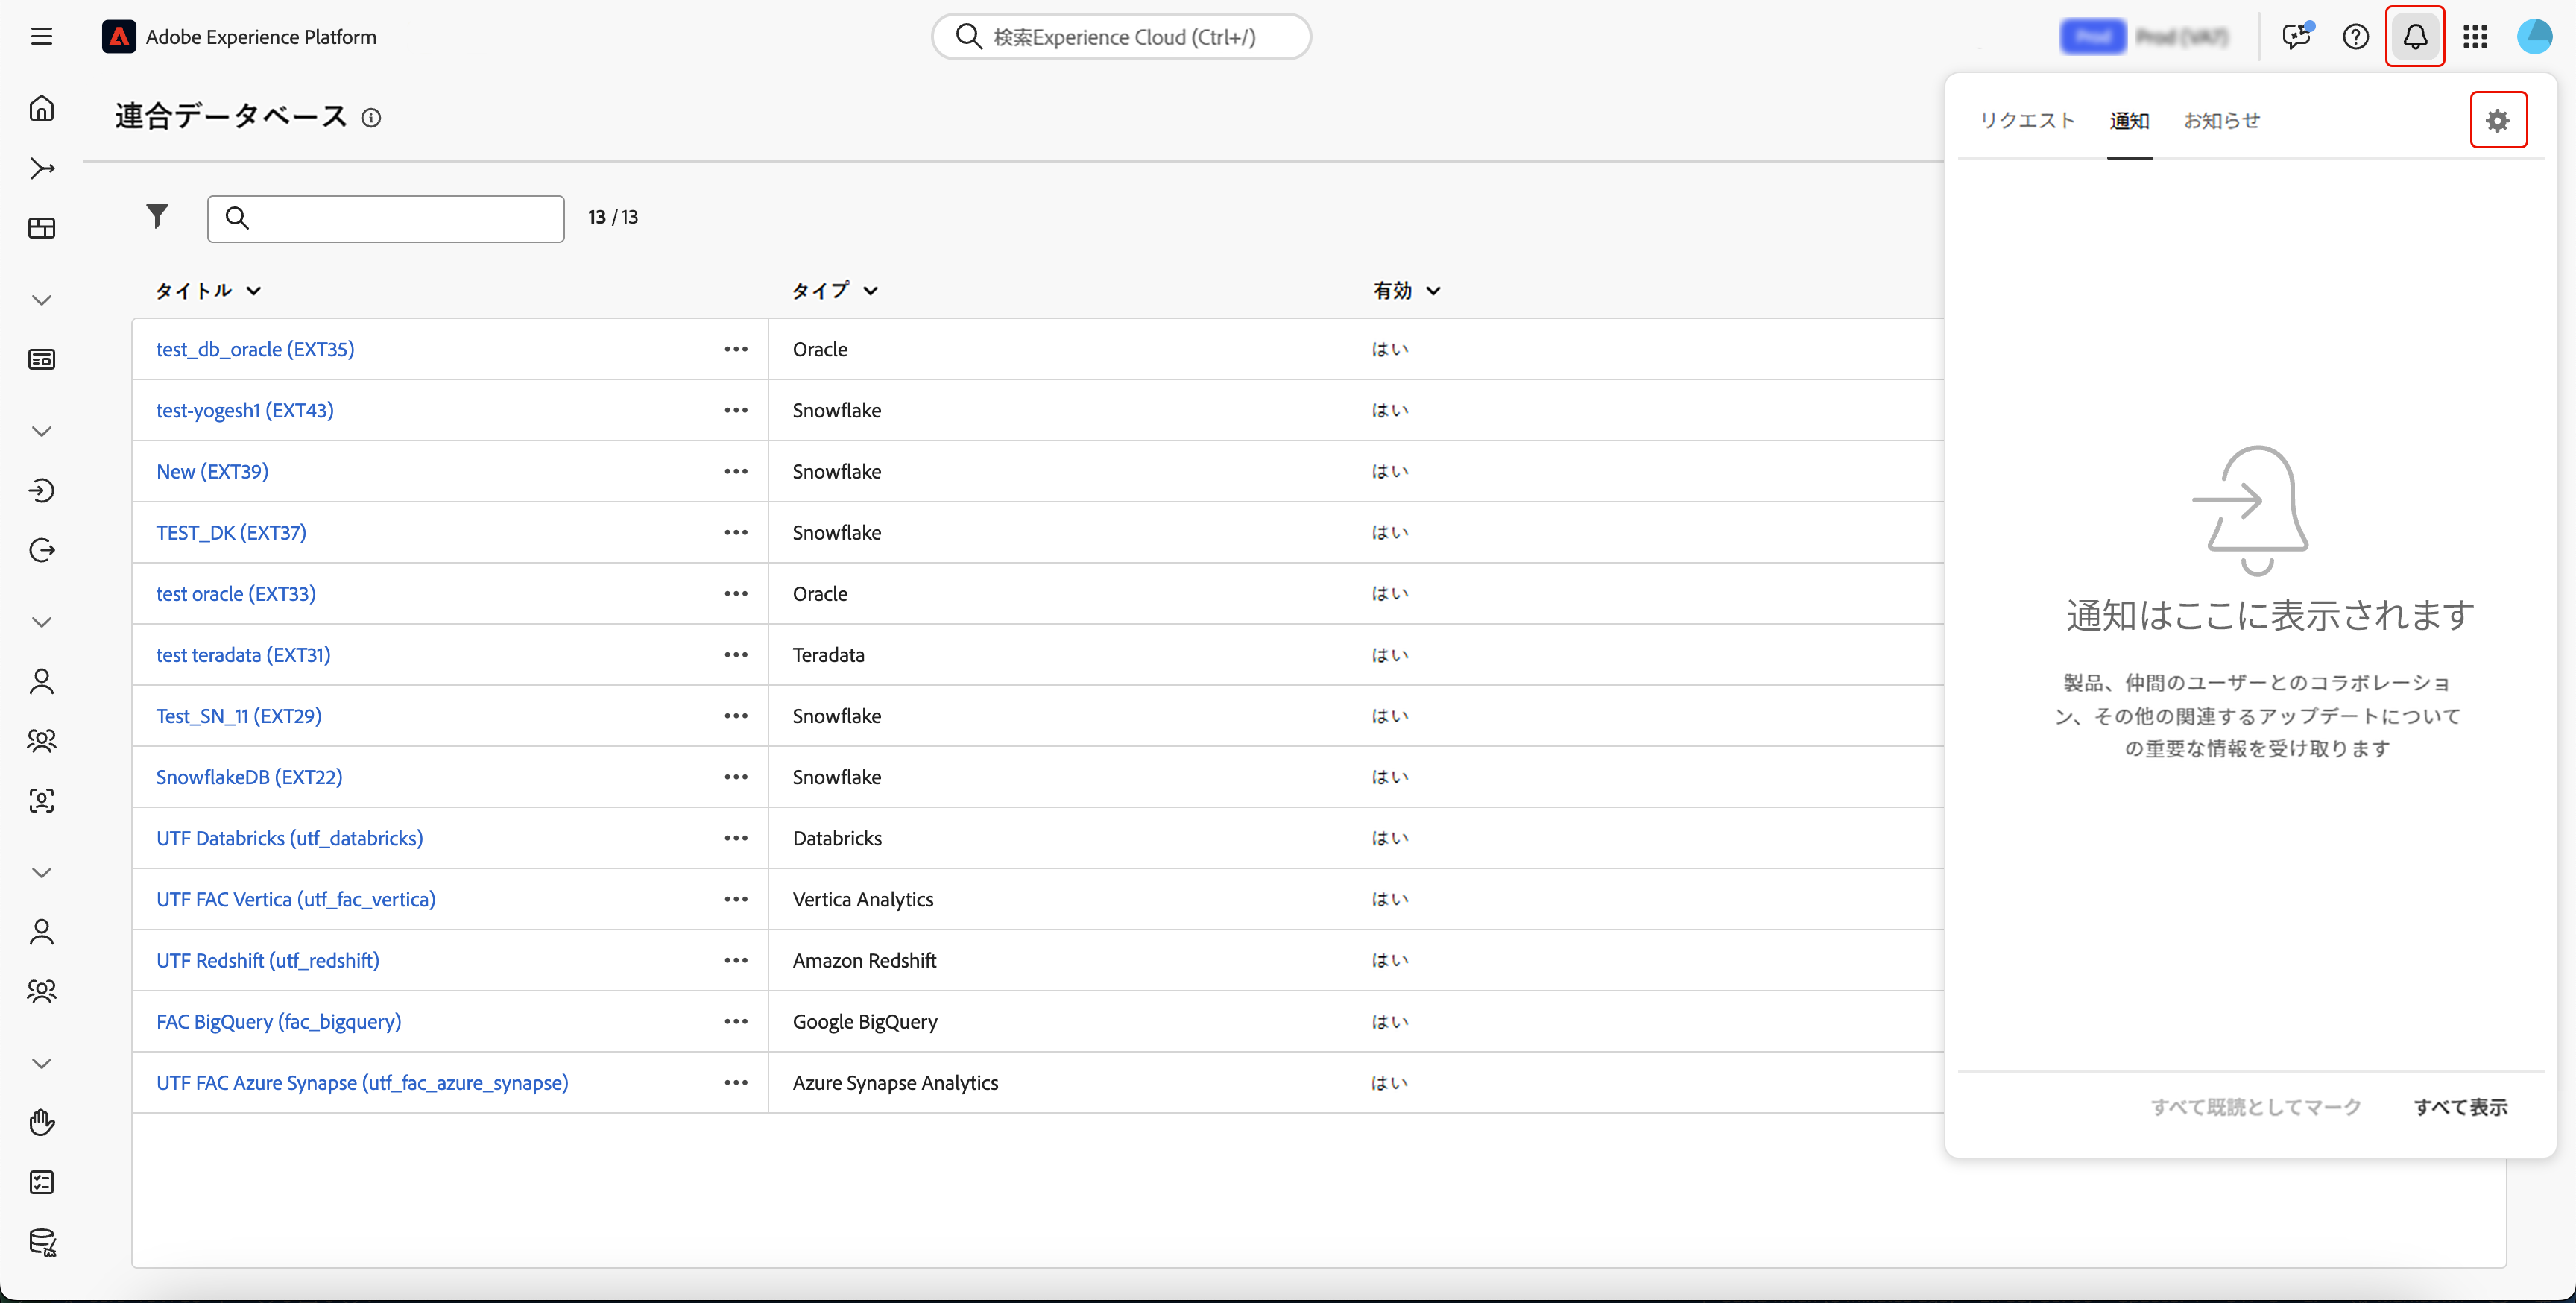 Adobe Experience Platform
検索Experience Cloud (Ctrl+/)
Prod
Prod (VA7)
連合データベース
リクエスト 通知 お知らせ
13 / 13
タイトル タイプ 有効
test_db_oracle (EXT35) Oracle はい
test-yogesh1 (EXT43) Snowflake はい
New (EXT39) Snowflake はい
TEST_DK (EXT37) Snowflake はい
test oracle (EXT33) Oracle はい
test teradata (EXT31) Teradata はい
Test_SN_11 (EXT29) Snowflake はい
SnowflakeDB (EXT22) Snowflake はい
UTF Databricks (utf_databricks) Databricks はい
UTF FAC Vertica (utf_fac_vertica) Vertica Analytics はい
UTF Redshift (utf_redshift) Amazon Redshift はい
FAC BigQuery (fac_bigquery) Google BigQuery はい
UTF FAC Azure Synapse (utf_fac_azure_synapse) Azure Synapse Analytics はい
通知はここに表示されます
製品、仲間のユーザーとのコラボレーショ
ン、その他の関連するアップデートについて
の重要な情報を受け取ります
すべて既読としてマーク すべて表示